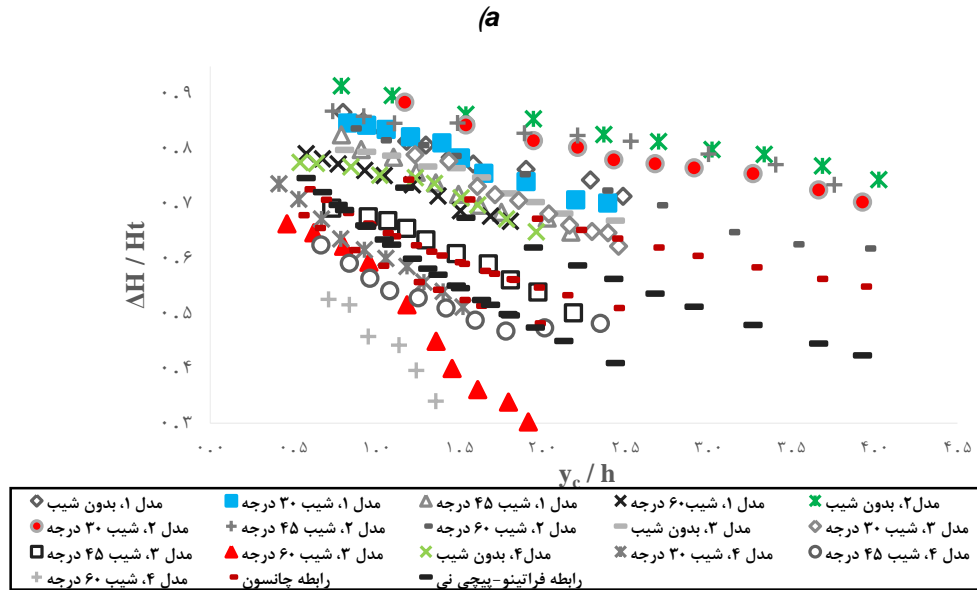 (a
ΔH / Ht
۰.۹
۰.۸
۰.۷
۰.۶
۰.۵
۰.۴
۰.۳
۰.۰ ۰.۵ ۱.۰ ۱.۵ ۲.۰ ۲.۵ ۳.۰ ۳.۵ ۴.۰ ۴.۵
y_c / h
مدل ۱، بدون شیب مدل ۱، شیب ۳۰ درجه مدل ۱، شیب ۴۵ درجه مدل ۱، شیب۶۰ درجه مدل۲، بدون شیب
مدل ۲، شیب ۳۰ درجه مدل ۲، شیب ۴۵ درجه مدل ۲، شیب ۶۰ درجه مدل ۳، بدون شیب مدل ۳، شیب ۳۰ درجه
مدل ۳، شیب ۴۵ درجه مدل ۳، شیب ۶۰ درجه مدل۴، بدون شیب مدل ۴، شیب ۳۰ درجه مدل ۴، شیب ۴۵ درجه
مدل ۴، شیب ۶۰ درجه رابطه چانسون رابطه فراتینو-پیچی نی